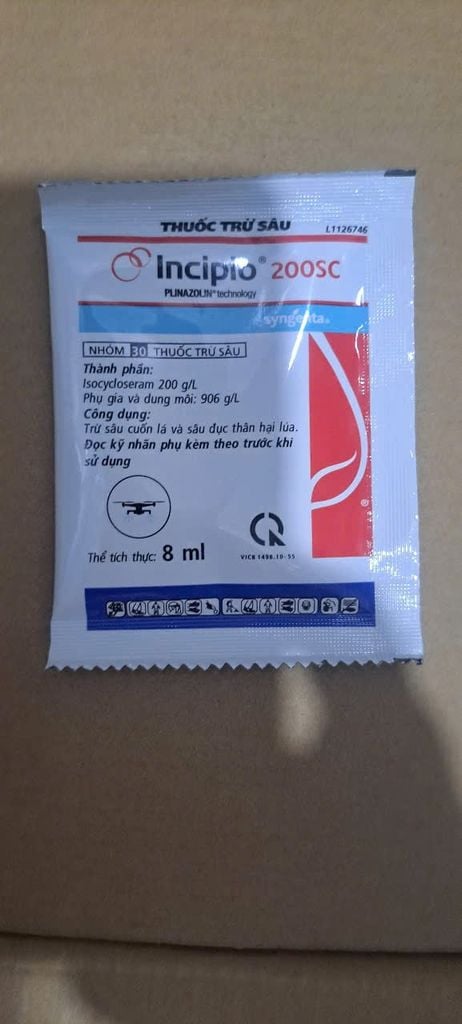 THUỐC TRỪ SÂU
L1126746
Incipio® 200SC
PLINAZOLIN® technology
syngenta®
NHÓM 30 THUỐC TRỪ SÂU
Thành phần:
Isocycloseram 200 g/L
Phụ gia và dung môi: 906 g/L
Công dụng:
Trừ sâu cuốn lá và sâu đục thân hại lúa.
Đọc kỹ nhãn phụ kèm theo trước khi
sử dụng
®
Thể tích thực: 8 ml
VICB 1498.10-55